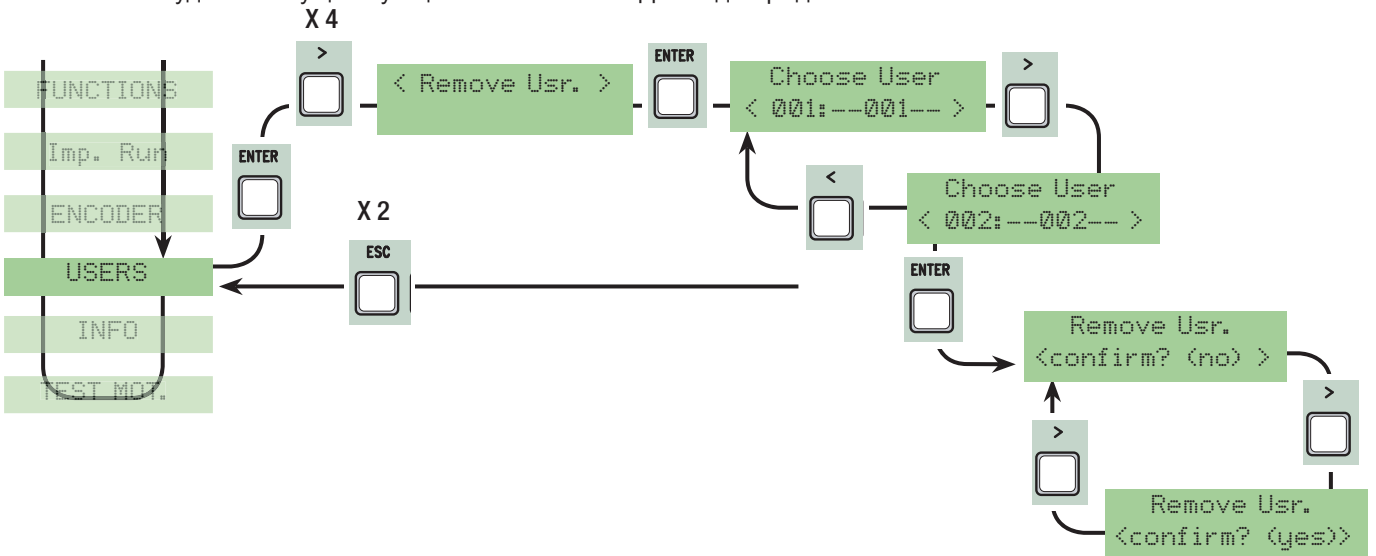 X 4
>
< Remove Usr. >
ENTER
Choose User
< 001:--001-- >
>
FUNCTIONS
Imp. Run
ENCODER
USERS
INFO
TEST MOT.
ENTER
X 2
ESC
<
Choose User
< 002:--002-- >
ENTER
Remove Usr.
<confirm? (no) >
>
>
Remove Usr.
<confirm? (yes)>